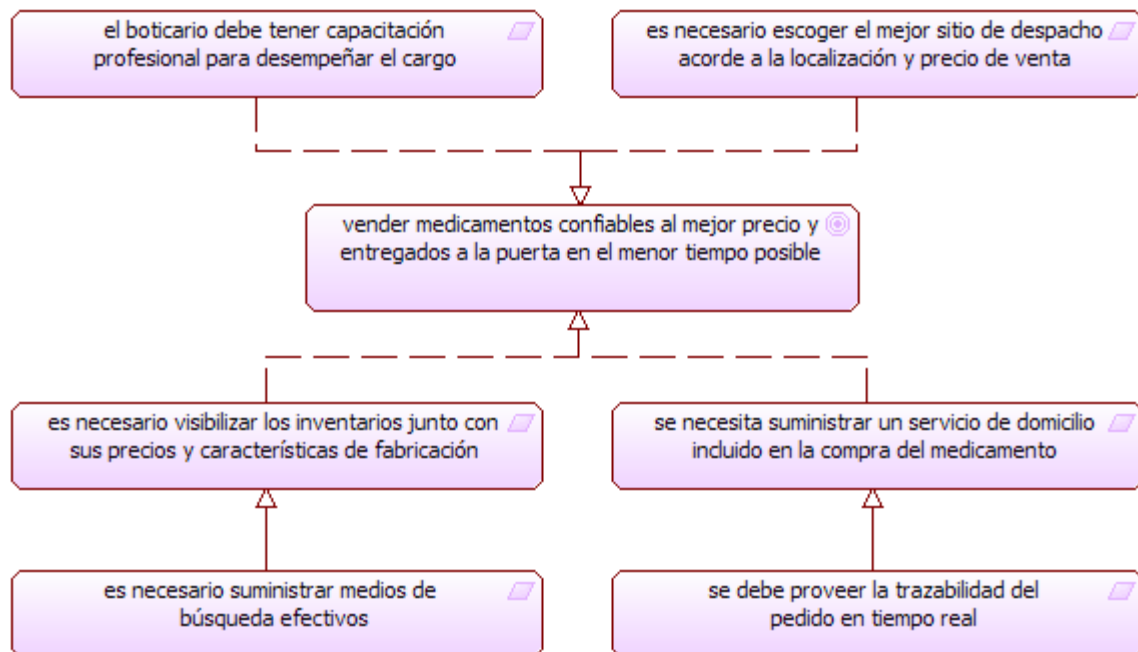 el boticario debe tener capacitación
profesional para desempeñar el cargo
es necesario escoger el mejor sitio de despacho
acorde a la localización y precio de venta
vender medicamentos confiables al mejor precio y
entregados a la puerta en el menor tiempo posible
es necesario visibilizar los inventarios junto con
sus precios y características de fabricación
se necesita suministrar un servicio de domicilio
incluido en la compra del medicamento
es necesario suministrar medios de
búsqueda efectivos
se debe proveer la trazabilidad del
pedido en tiempo real